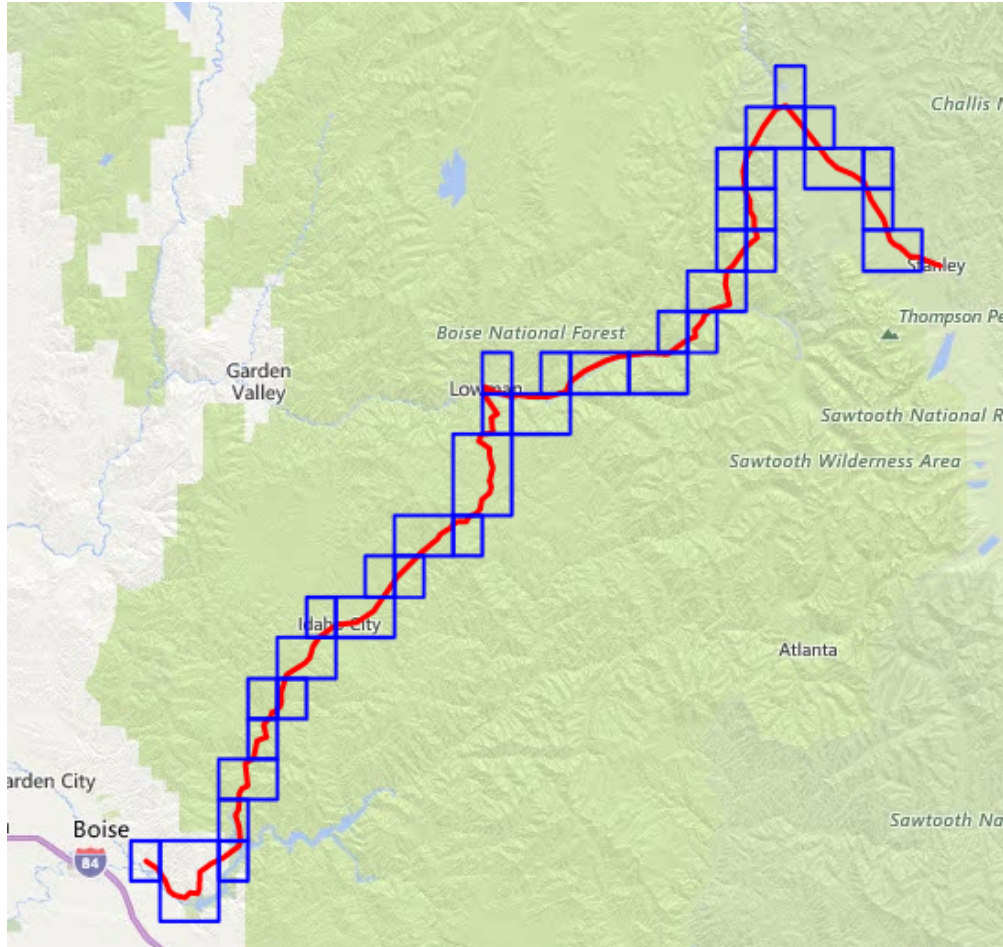 Challis N
Stanley
Thompson Pe
Boise National Forest
Garden
Valley
Lowman
Sawtooth National R
Sawtooth Wilderness Area
Idaho City
Atlanta
arden City
Sawtooth Na
Boise
84